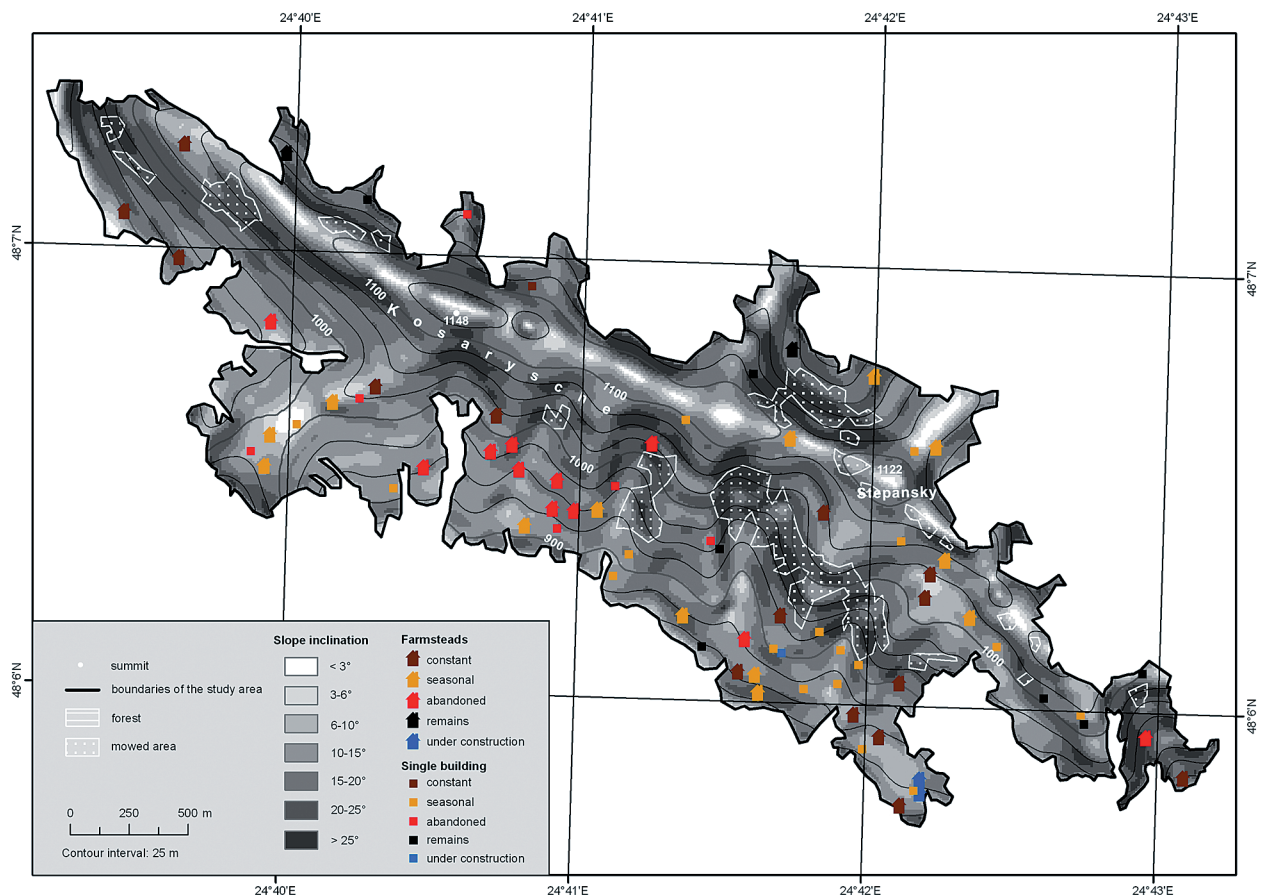 24°40'E 24°41'E 24°42'E 24°43'E
48°7'N
48°7'N
1100
Kosaryscne
1148
1000
1100
1000
1122
Stepansky
900
1000
48°6'N
48°6'N
summit
boundaries of the study area
forest
mowed area
0 250 500 m
Contour interval: 25 m
Slope inclination
< 3°
3-6°
6-10°
10-15°
15-20°
20-25°
> 25°
Farmsteads
constant
seasonal
abandoned
remains
under construction
Single building
constant
seasonal
abandoned
remains
under construction
24°40'E 24°41'E 24°42'E 24°43'E